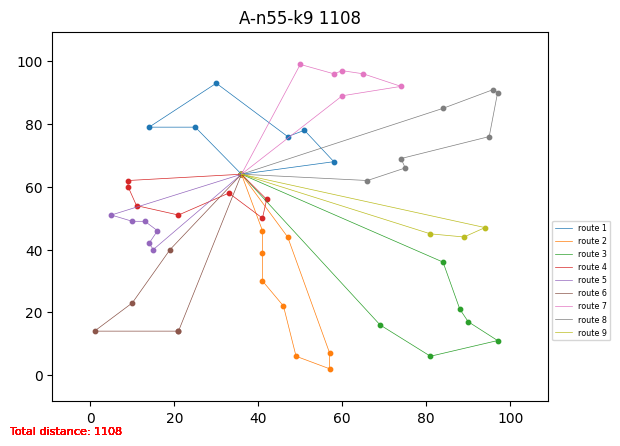 A-n55-k9 1108
100
80
60
40
20
0
0 20 40 60 80 100
route 1
route 2
route 3
route 4
route 5
route 6
route 7
route 8
route 9
Total distance: 1108